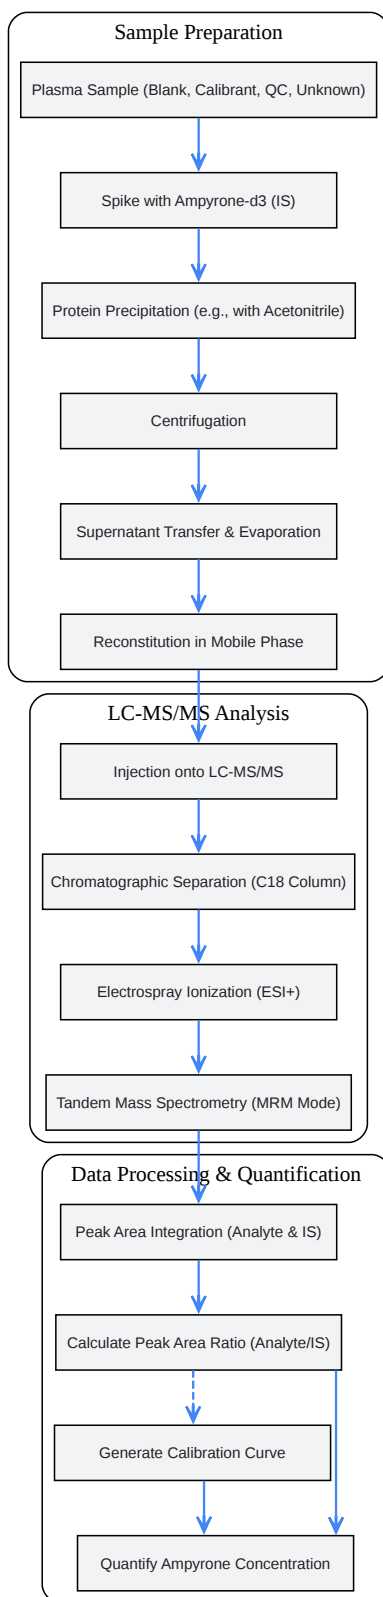 Sample Preparation
Plasma Sample (Blank, Calibrant, QC, Unknown)
Spike with Ampyrone-d3 (IS)
Protein Precipitation (e.g., with Acetonitrile)
Centrifugation
Supernatant Transfer & Evaporation
Reconstitution in Mobile Phase
LC-MS/MS Analysis
Injection onto LC-MS/MS
Chromatographic Separation (C18 Column)
Electrospray Ionization (ESI+)
Tandem Mass Spectrometry (MRM Mode)
Data Processing & Quantification
Peak Area Integration (Analyte & IS)
Calculate Peak Area Ratio (Analyte/IS)
Generate Calibration Curve
Quantify Ampyrone Concentration